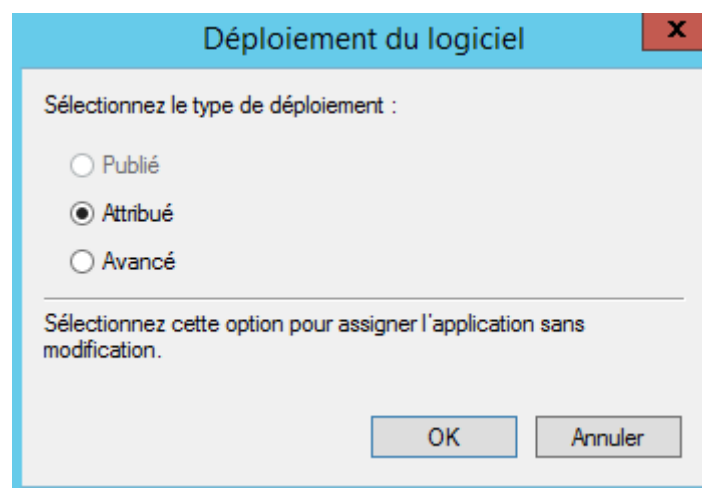 Déploiement du logiciel
x
Sélectionnez le type de déploiement :
Publié
Attribué
Avancé
Sélectionnez cette option pour assigner l'application sans
modification.
OK
Annuler